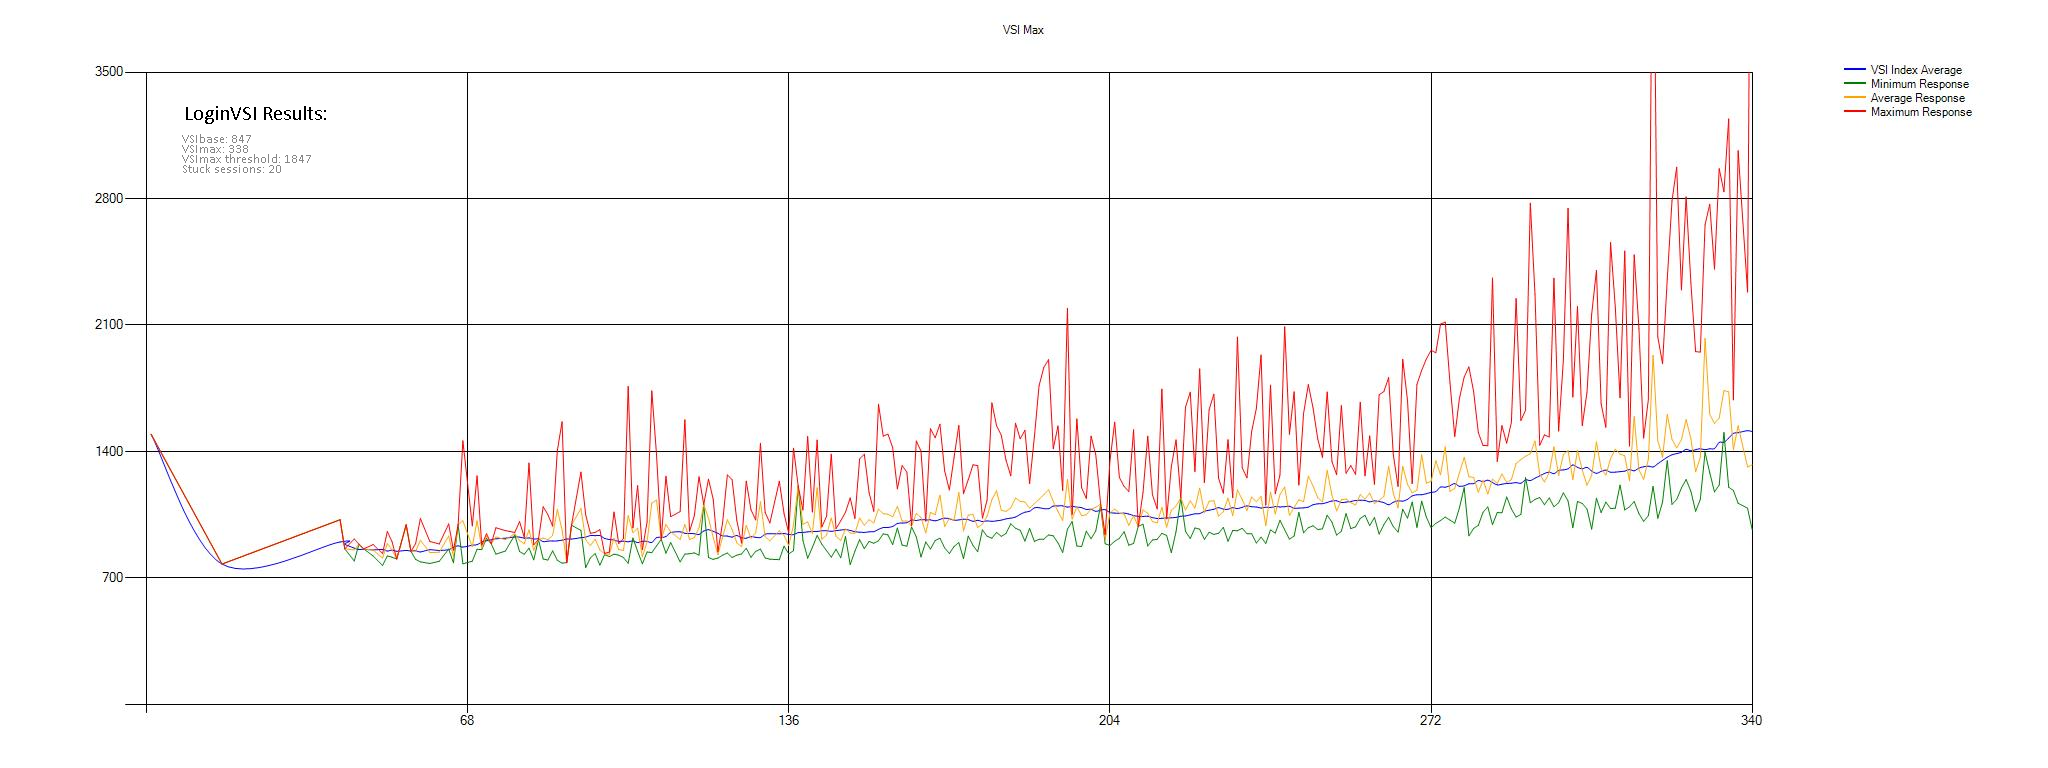 VSI Max
3500
2800
2100
1400
700
68
136
204
272
340
LoginVSI Results:
VSIbase: 847
VSImax: 338
VSImax threshold: 1847
Stuck sessions: 20
VSI Index Average
Minimum Response
Average Response
Maximum Response